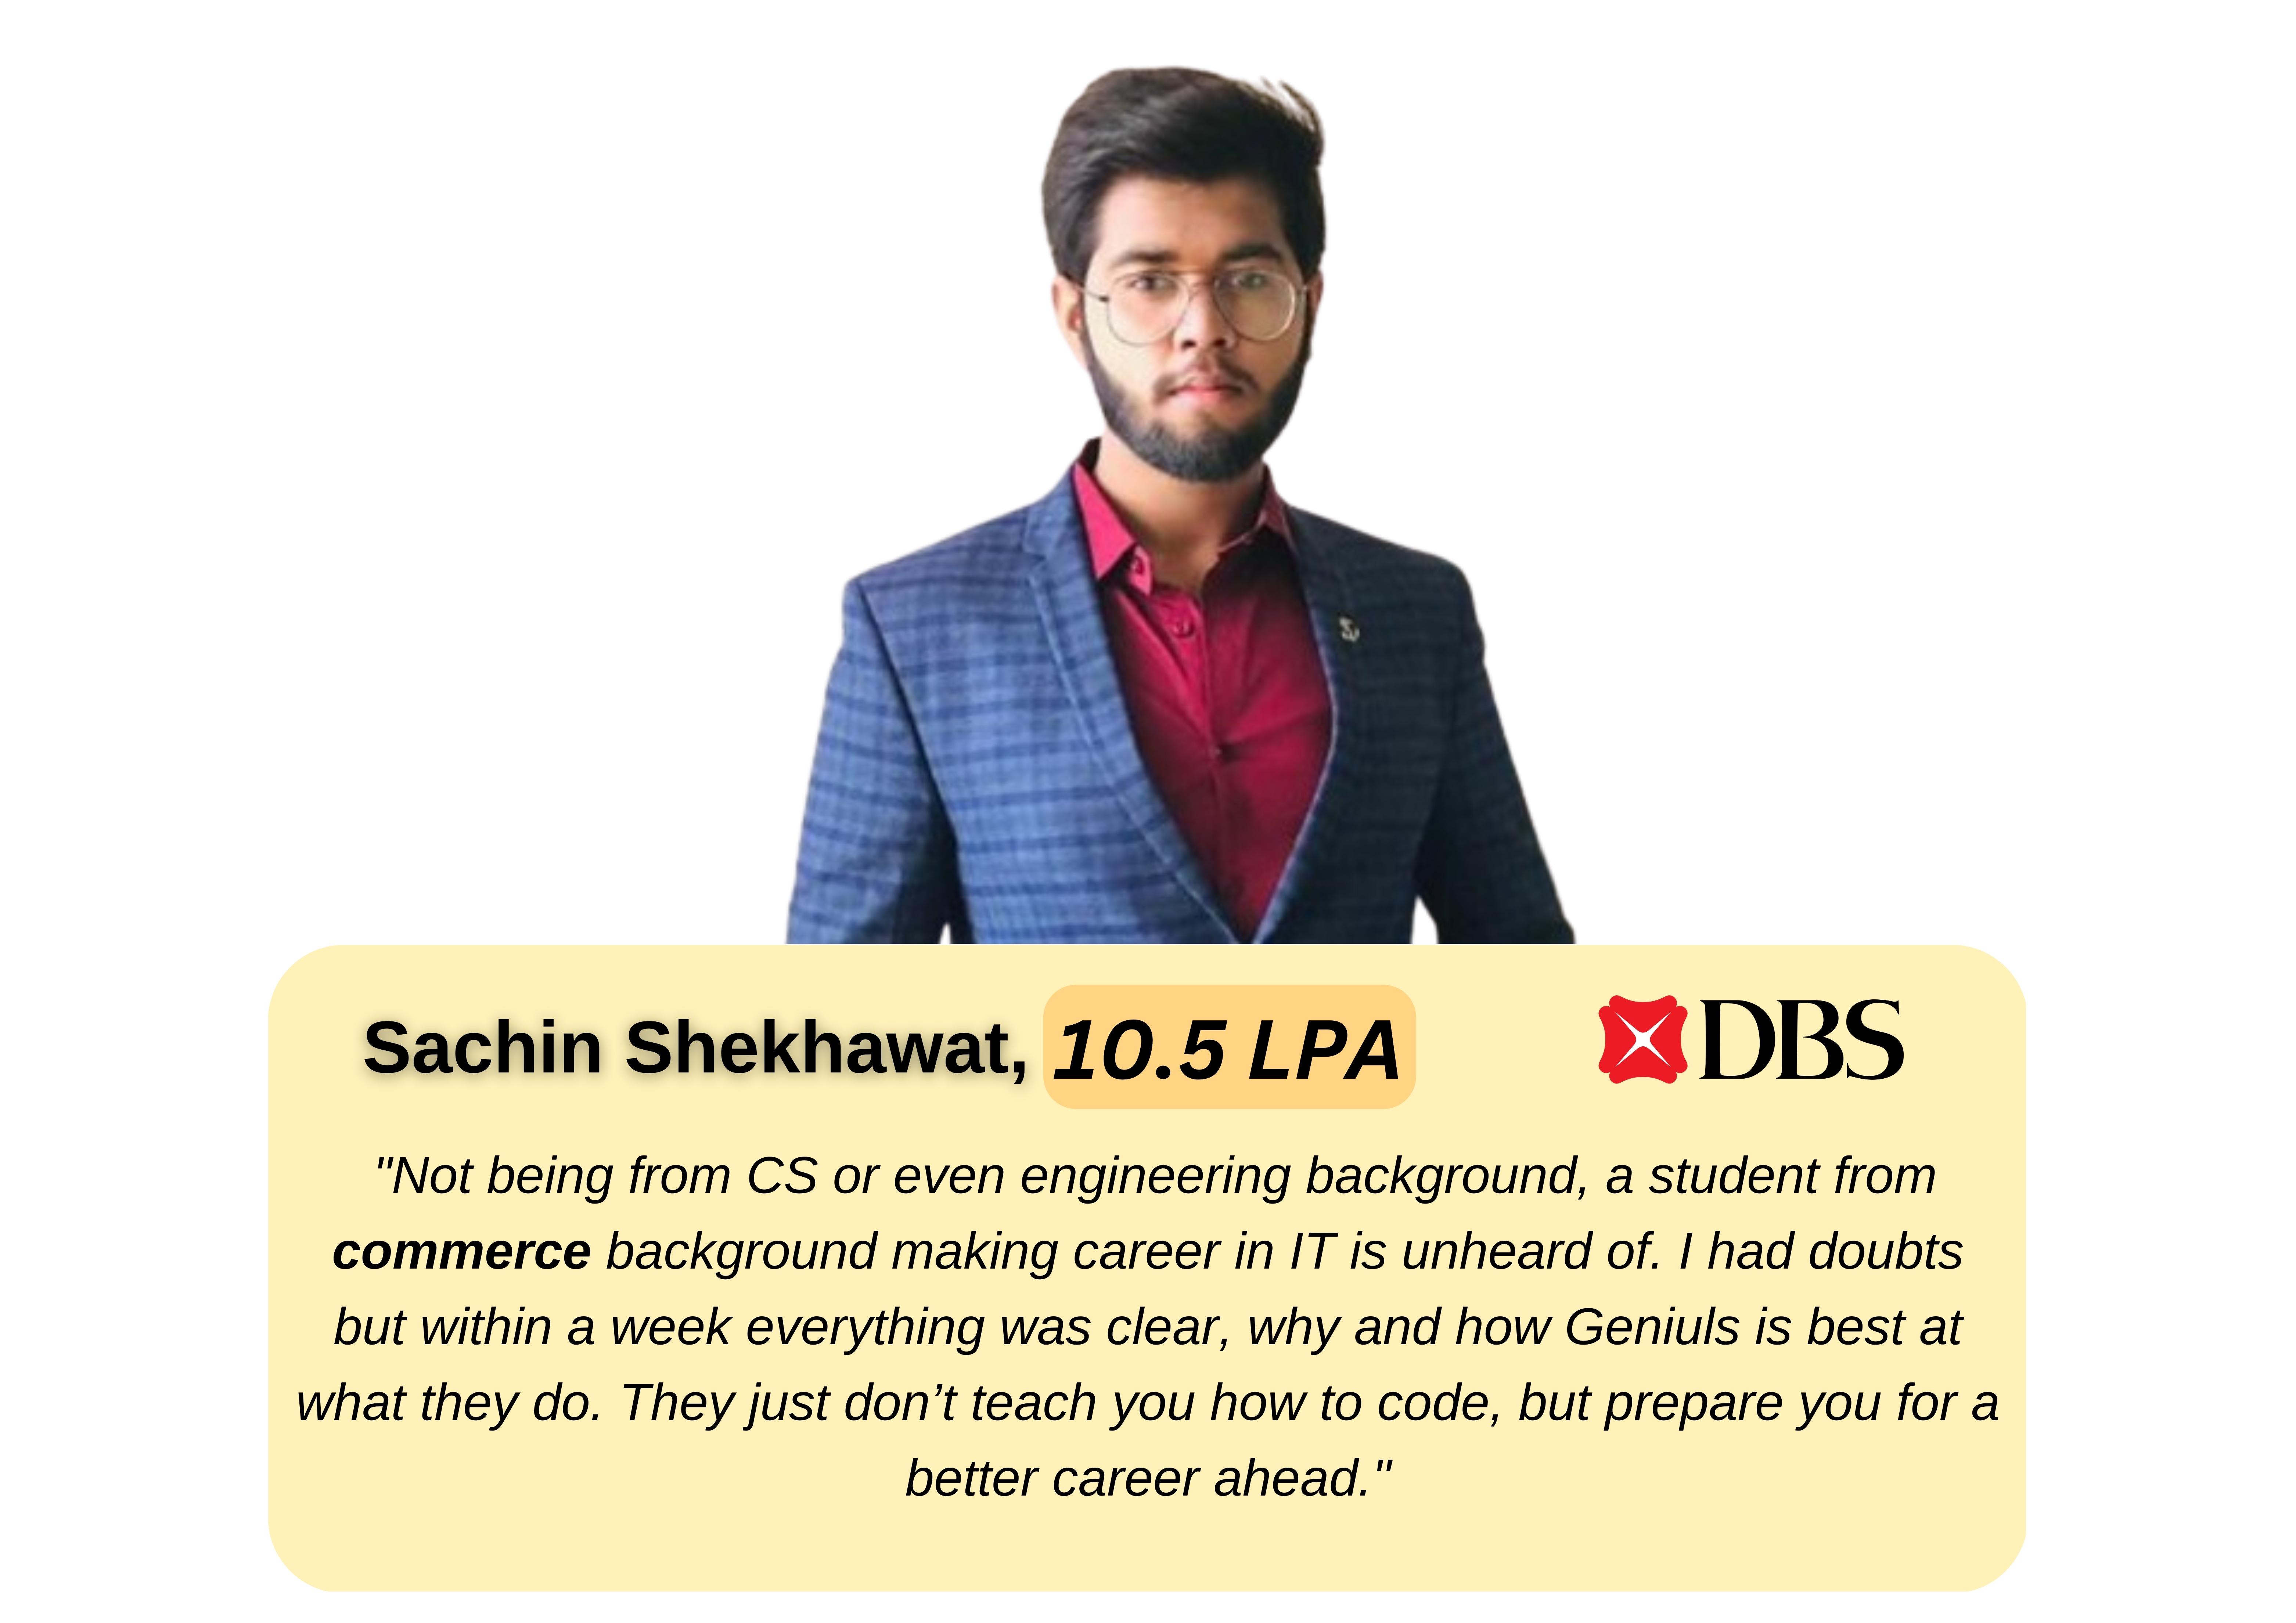 Sachin Shekhawat, 10.5 LPA
DBS
"Not being from CS or even engineering background, a student from
commerce background making career in IT is unheard of. I had doubts
but within a week everything was clear, why and how Geniuls is best at
what they do. They just don’t teach you how to code, but prepare you for a
better career ahead."